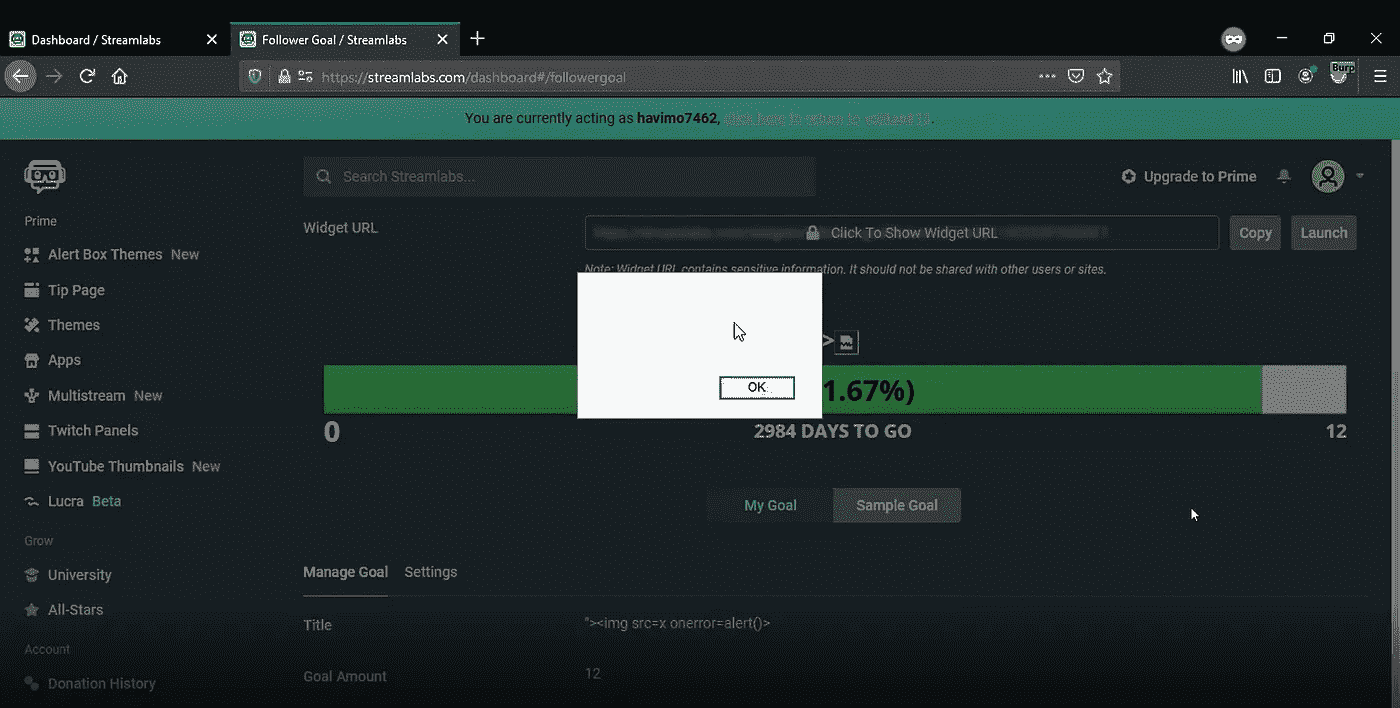 Dashboard / Streamlabs
Follower Goal / Streamlabs
https://streamlabs.com/dashboard#/followergoal
Burp
You are currently acting as havimo7462,
Search Streamlabs...
Upgrade to Prime
Prime
Widget URL
Click To Show Widget URL
Copy
Launch
Alert Box Themes New
Note: Widget URL contains sensitive information. It should not be shared with other users or sites.
Tip Page
Themes
>
Apps
1.67%)
OK
Multistream New
0
2984 DAYS TO GO
12
Twitch Panels
YouTube Thumbnails New
Lucra Beta
My Goal
Sample Goal
Grow
University
Manage Goal
Settings
All-Stars
Title
"><img src=x onerror=alert()>
Account
Goal Amount
12
Donation History